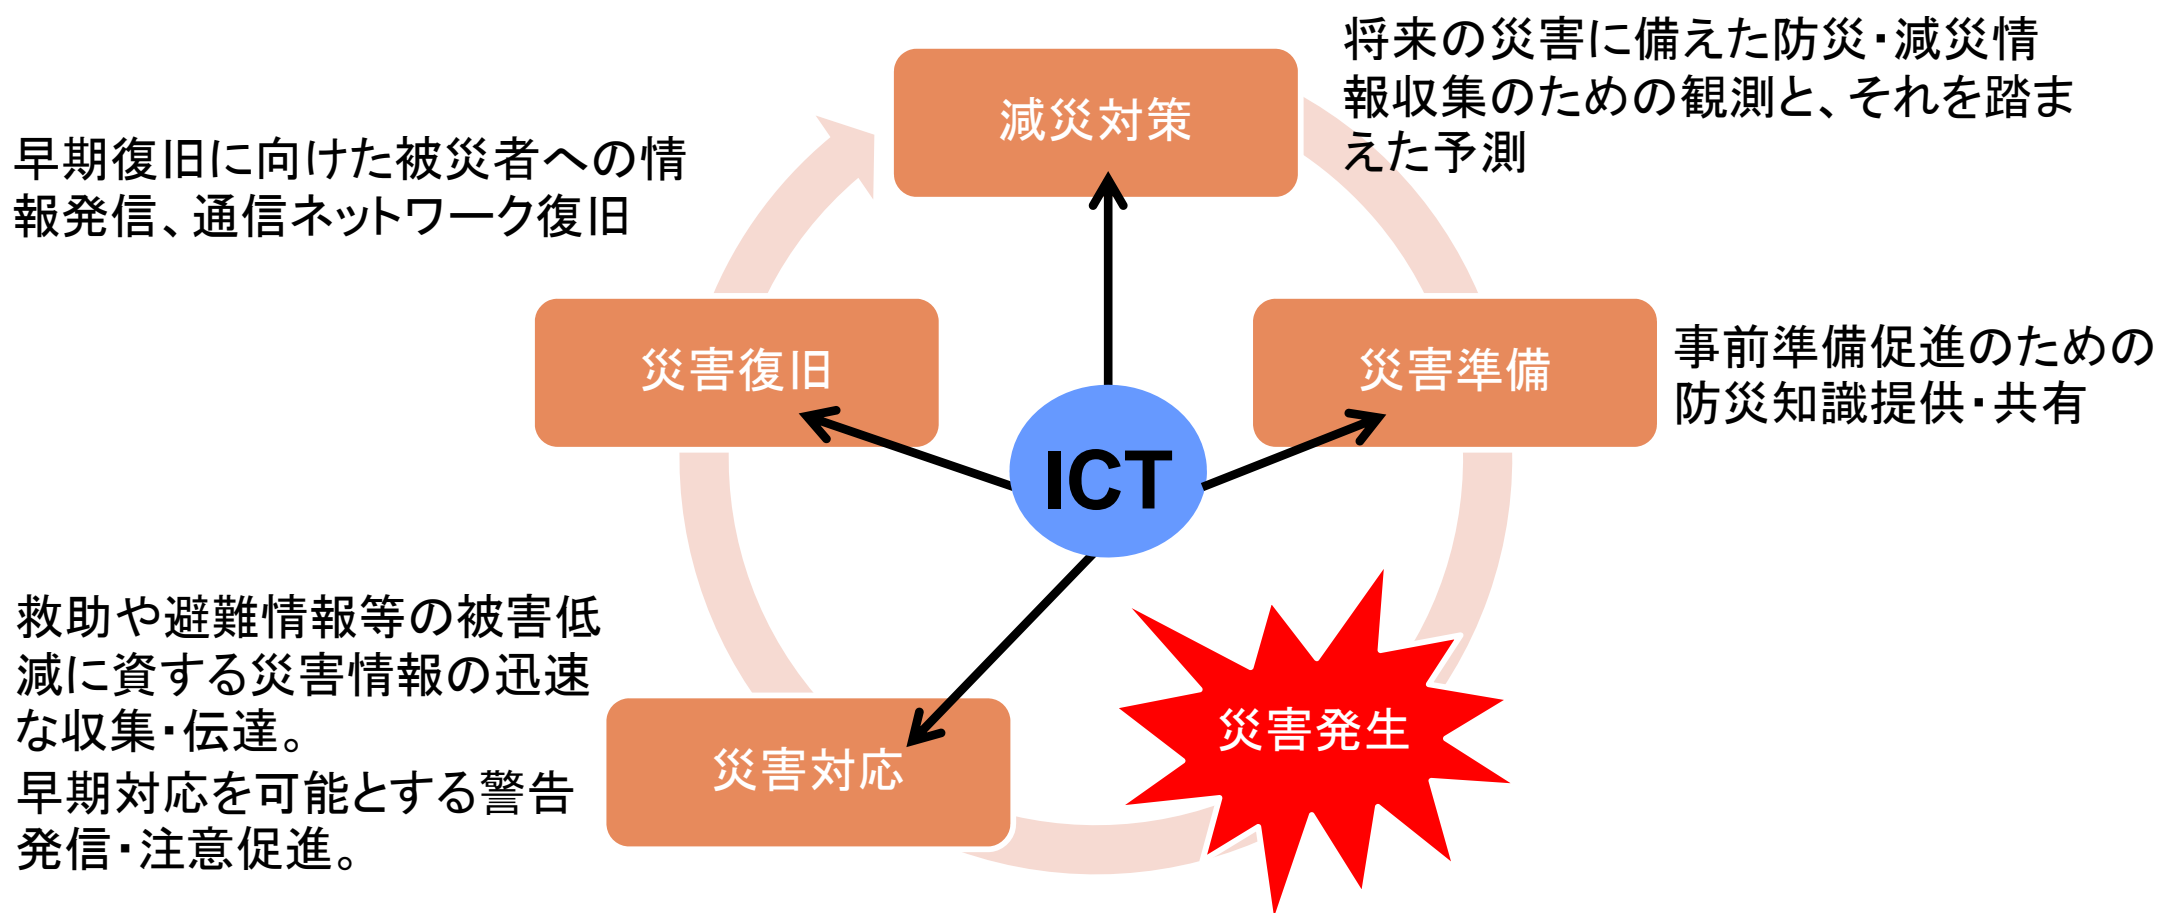 将来の災害に備えた防災・減災情
報収集のための観測と、それを踏ま
えた予測
減災対策
早期復旧に向けた被災者への情
報発信、通信ネットワーク復旧
災害復旧
災害準備
事前準備促進のための
防災知識提供・共有
ICT
救助や避難情報等の被害低
減に資する災害情報の迅速
な収集・伝達。
早期対応を可能とする警告
発信・注意促進。
災害対応
災害発生